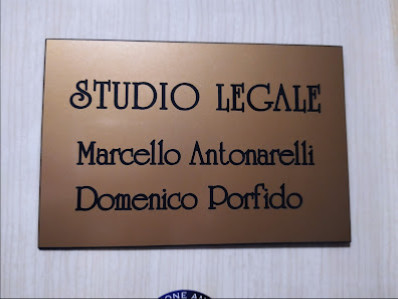 STUDIO LEGALE
Marcello Antonarelli
Domenico Porfido